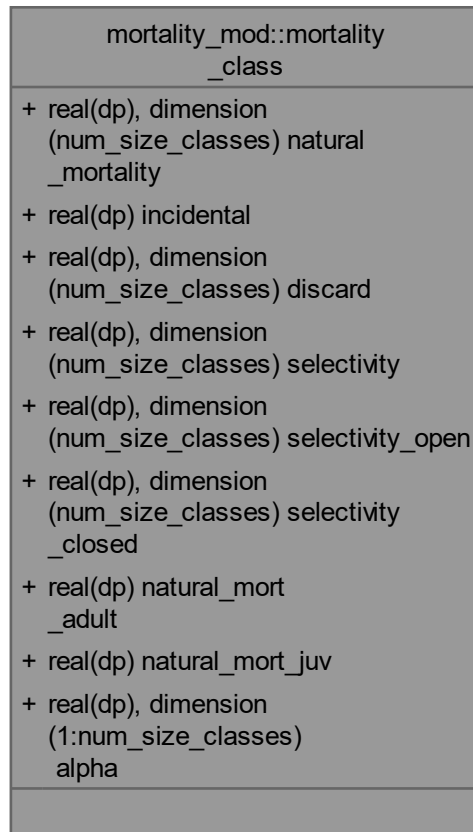 mortality_mod::mortality
_class
+ real(dp), dimension
(num_size_classes) natural
_mortality
+ real(dp) incidental
+ real(dp), dimension
(num_size_classes) discard
+ real(dp), dimension
(num_size_classes) selectivity
+ real(dp), dimension
(num_size_classes) selectivity_open
+ real(dp), dimension
(num_size_classes) selectivity
_closed
+ real(dp) natural_mort
_adult
+ real(dp) natural_mort_juv
+ real(dp), dimension
(1:num_size_classes)
alpha